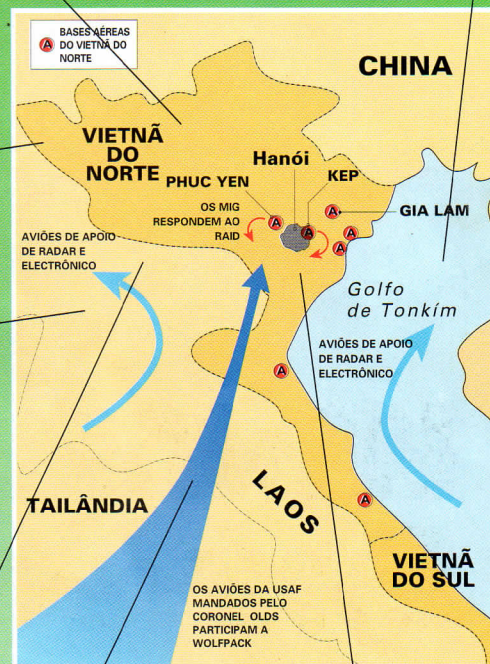 A
BASES AÉREAS
DO VIETNÃ DO
NORTE
CHINA
VIETNÃ
DO
NORTE
Hanói
PHUC YEN
KEP
A
A
A
GIA LAM
A
A
OS MIG
RESPONDEM AO
RAID
AVIÕES DE APOIO
DE RADAR E
ELECTRÔNICO
Golfo
de Tonkím
AVIÕES DE APOIO
DE RADAR E
ELECTRÔNICO
A
TAILÂNDIA
LAOS
A
VIETNÃ
DO SUL
OS AVIÕES DA USAF
MANDADOS PELO
CORONEL OLDS
PARTICIPAM A
WOLFPACK